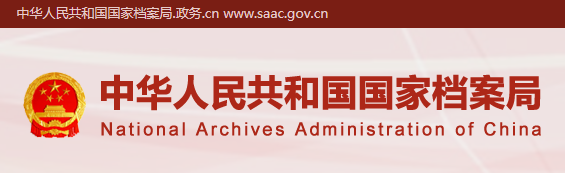 中华人民共和国国家档案局.政务.cn www.saac.gov.cn
中华人民共和国国家档案局
National Archives Administration of China